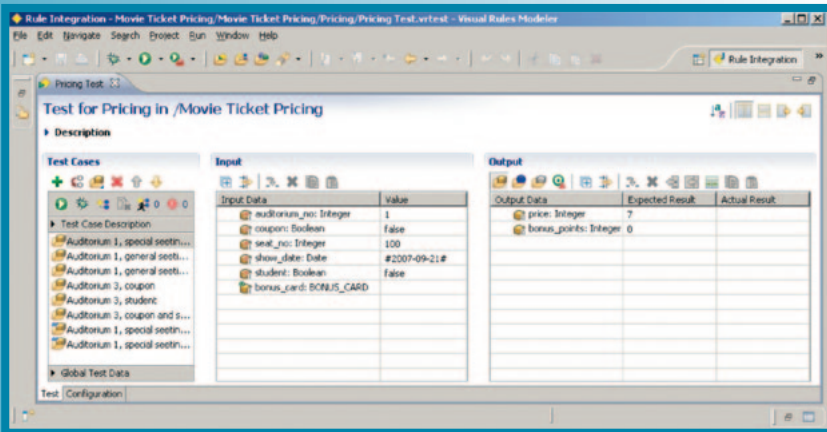 Rule Integration - Movie Ticket Pricing/Movie Ticket Pricing/Pricing/Pricing Test.vrtest - Visual Rules Modeler
File Edit Navigate Search Project Run Window Help
Rule Integration »
Pricing Test
Test for Pricing in /Movie Ticket Pricing
Description
Test Cases
0 0
Test Case Description
Auditorium 1, special seetin...
Auditorium 1, general seeti...
Auditorium 1, general seeti...
Auditorium 3, coupon
Auditorium 3, student
Auditorium 3, coupon and s...
Auditorium 1, special seetin...
Auditorium 1, special seetin...
Global Test Data
Input
Input Data Value
auditorium_no: Integer 1
coupon: Boolean false
seat_no: Integer 100
show_date: Date #2007-09-21#
student: Boolean false
bonus_card: BONUS_CARD
Output
Output Data Expected Result Actual Result
price: Integer 7
bonus_points: Integer 0
Test Configuration